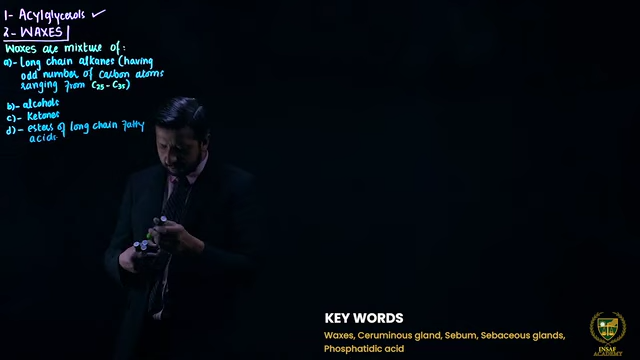 1- Acylglycerols ✓
2- WAXES
Waxes are mixture of:
a)- Long chain alkanes (having
odd number of Carbon atoms
ranging from C25-C35)
b)- alcohols
c)- Ketones
d)- esters of long chain fatty
acids.
KEY WORDS
Waxes, Ceruminous gland, Sebum, Sebaceous glands,
Phosphatidic acid
INSAF
ACADEMY